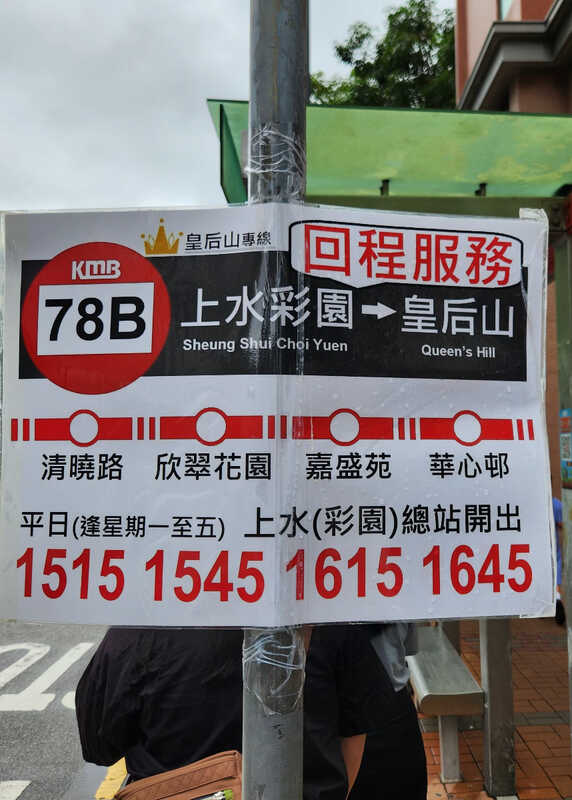 皇后山專線
回程服務
KMB
78B
上水彩園➡皇后山
Sheung Shui Choi Yuen Queen's Hill
清曉路 欣翠花園 嘉盛苑 華心邨
平日(逢星期一至五) 上水(彩園)總站開出
1515 1545 1615 1645